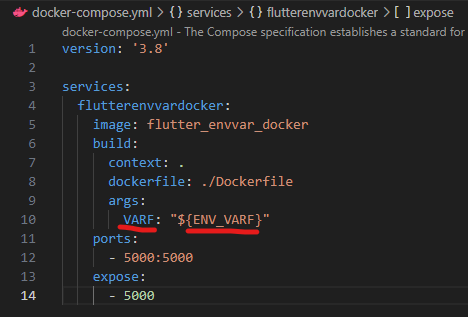 docker-compose.yml > {} services > {} flutterenvvardocker > [ ] expose
docker-compose.yml - The Compose specification establishes a standard for
1 version: '3.8'
2
3 services:
4 flutterenvvardocker:
5 image: flutter_envvar_docker
6 build:
7 context: .
8 dockerfile: ./Dockerfile
9 args:
10 VARF: "${ENV_VARF}"
11 ports:
12 - 5000:5000
13 expose:
14 - 5000